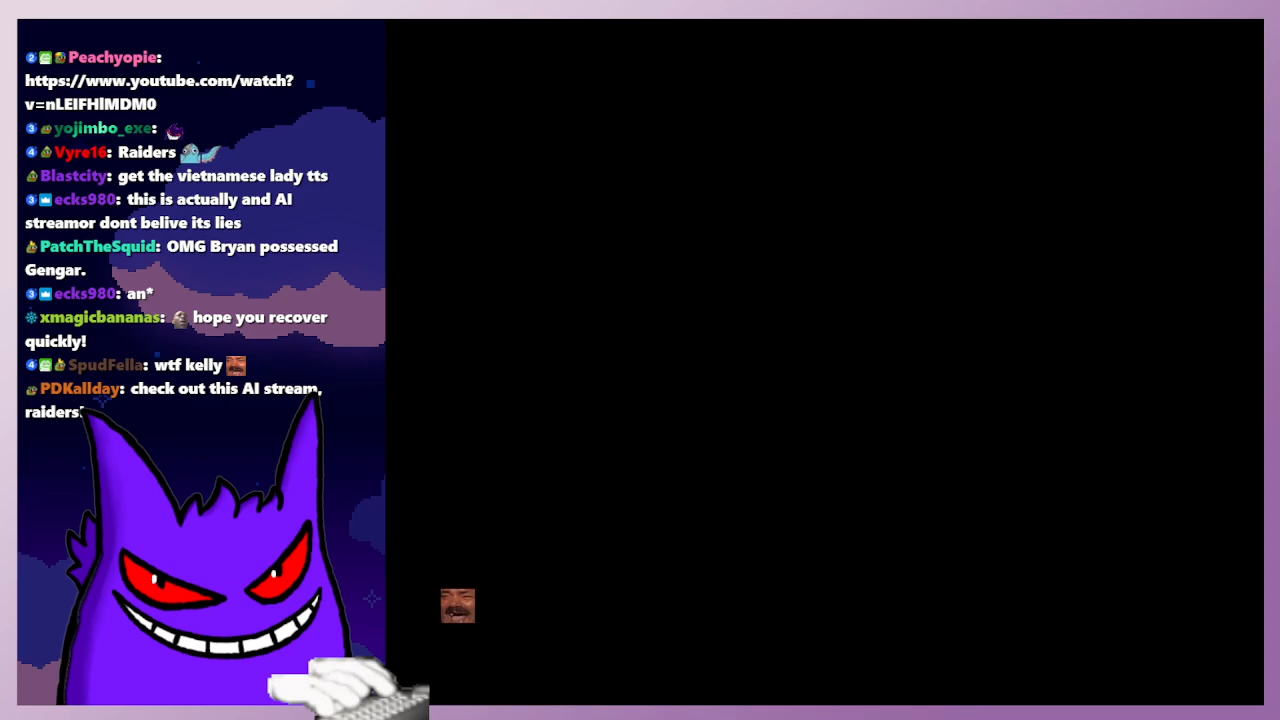 Peachyopie:
https://www.youtube.com/watch?
v=nLEIFHlMDM0
yojimbo_exe:
Vyre16: Raiders
Blastcity: get the vietnamese lady tts
ecks980: this is actually and AI
streamor dont belive its lies
PatchTheSquid: OMG Bryan possessed
Gengar.
ecks980: an*
xmagicbananas: hope you recover
quickly!
SpudFella: wtf kelly
PDKallday: check out this AI stream,
raiders!